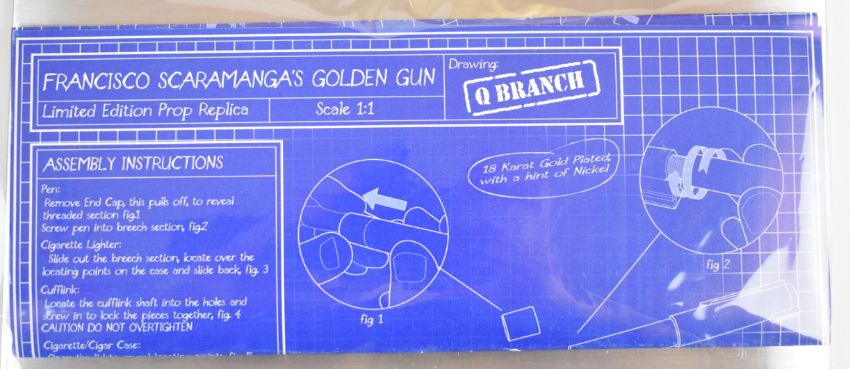 FRANCISCO SCARAMANGA'S GOLDEN GUN
Limited Edition Prop Replica
Scale 1:1
Drawing:
Q BRANCH
ASSEMBLY INSTRUCTIONS
Pen:
Remove End Cap, this pulls off, to reveal
threaded section fig.1
Screw pen into breech section, fig.2
Cigarette Lighter:
Slide out the breech section, locate over the
locating points on the case and slide back, fig. 3
Cufflink:
Locate the cufflink shaft into the holes and
screw in to lock the pieces together, fig. 4
CAUTION DO NOT OVERTIGHTEN
Cigarette/Cigar Case:
18 Karat Gold Plated,
with a hint of Nickel
fig 1
fig 2